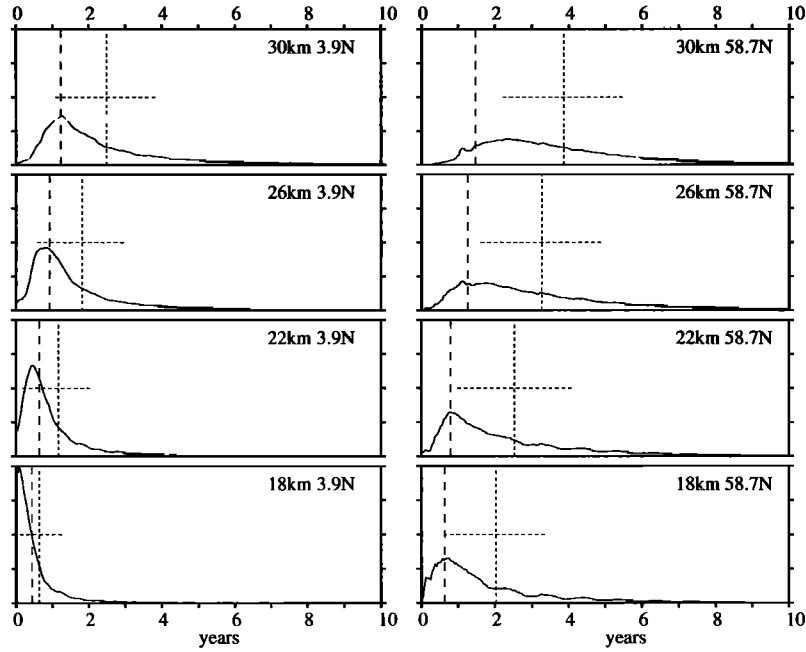 0 2 4 6 8 10 0 2 4 6 8 10
30km 3.9N 30km 58.7N
26km 3.9N 26km 58.7N
22km 3.9N 22km 58.7N
18km 3.9N 18km 58.7N
0 2 4 6 8 10 0 2 4 6 8 10
years years